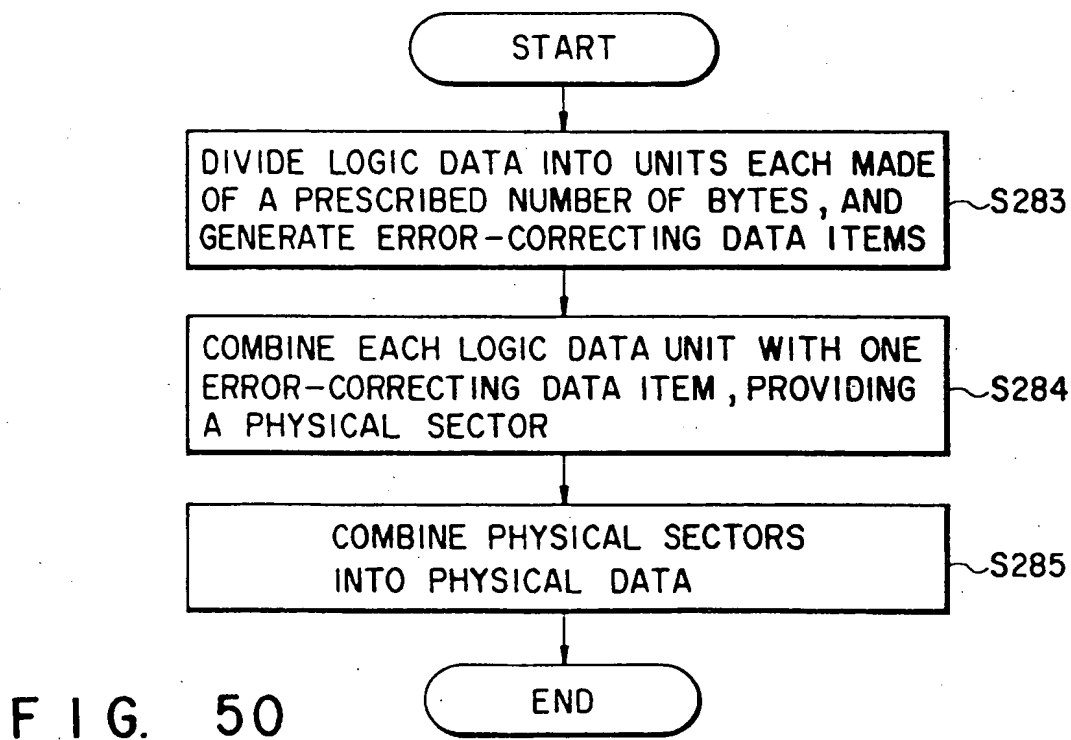 START
DIVIDE LOGIC DATA INTO UNITS EACH MADE
OF A PRESCRIBED NUMBER OF BYTES, AND
GENERATE ERROR-CORRECTING DATA ITEMS
S283
COMBINE EACH LOGIC DATA UNIT WITH ONE
ERROR-CORRECTING DATA ITEM, PROVIDING
A PHYSICAL SECTOR
S284
COMBINE PHYSICAL SECTORS
INTO PHYSICAL DATA
S285
END
FIG. 50